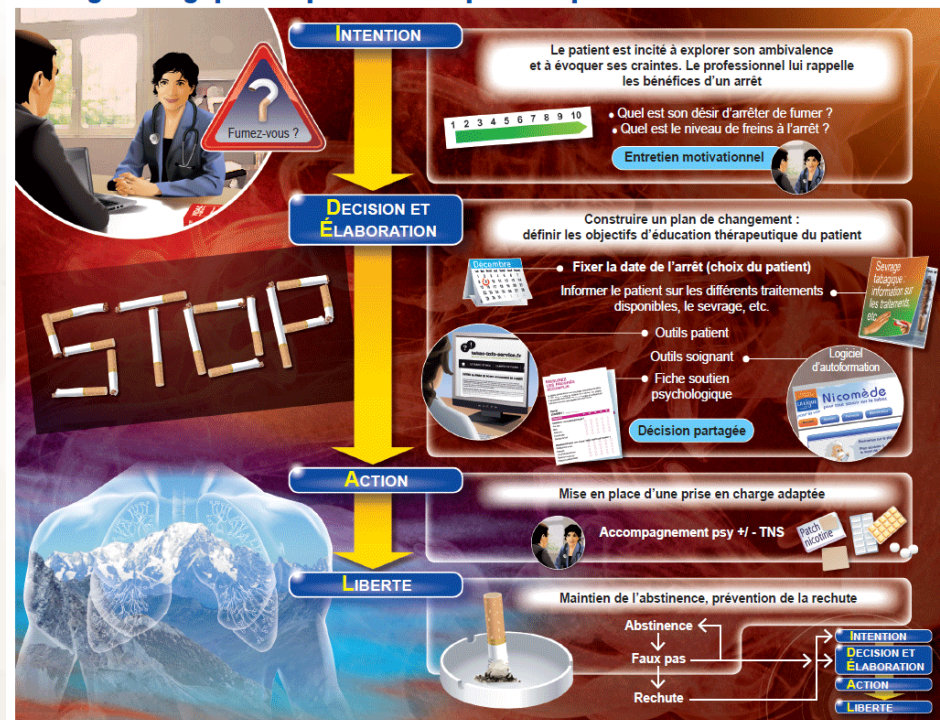 INTENTION
Le patient est incité à explorer son ambivalence
et à évoquer ses craintes. Le professionnel lui rappelle
les bénéfices d'un arrêt
?
Fumez-vous ?
1 2 3 4 5 6 7 8 9 10
• Quel est son désir d'arrêter de fumer ?
• Quel est le niveau de freins à l'arrêt ?
Entretien motivationnel
DECISION ET
ÉLABORATION
Construire un plan de changement :
définir les objectifs d'éducation thérapeutique du patient
Décembre
• Fixer la date de l'arrêt (choix du patient)
Informer le patient sur les différents traitements
disponibles, le sevrage, etc.
Sevrage
tabagique :
information sur
les traitements,
etc
STOP
• Outils patient
Outils soignant •
• Fiche soutien
psychologique
Logiciel
d'autoformation
Nicomède
Décision partagée
ACTION
Mise en place d'une prise en charge adaptée
Accompagnement psy +/- TNS
Patch
nicotine
LIBERTE
Maintien de l'abstinence, prévention de la rechute
Abstinence
Faux pas
Rechute
INTENTION
DECISION ET
ÉLABORATION
ACTION
LIBERTE